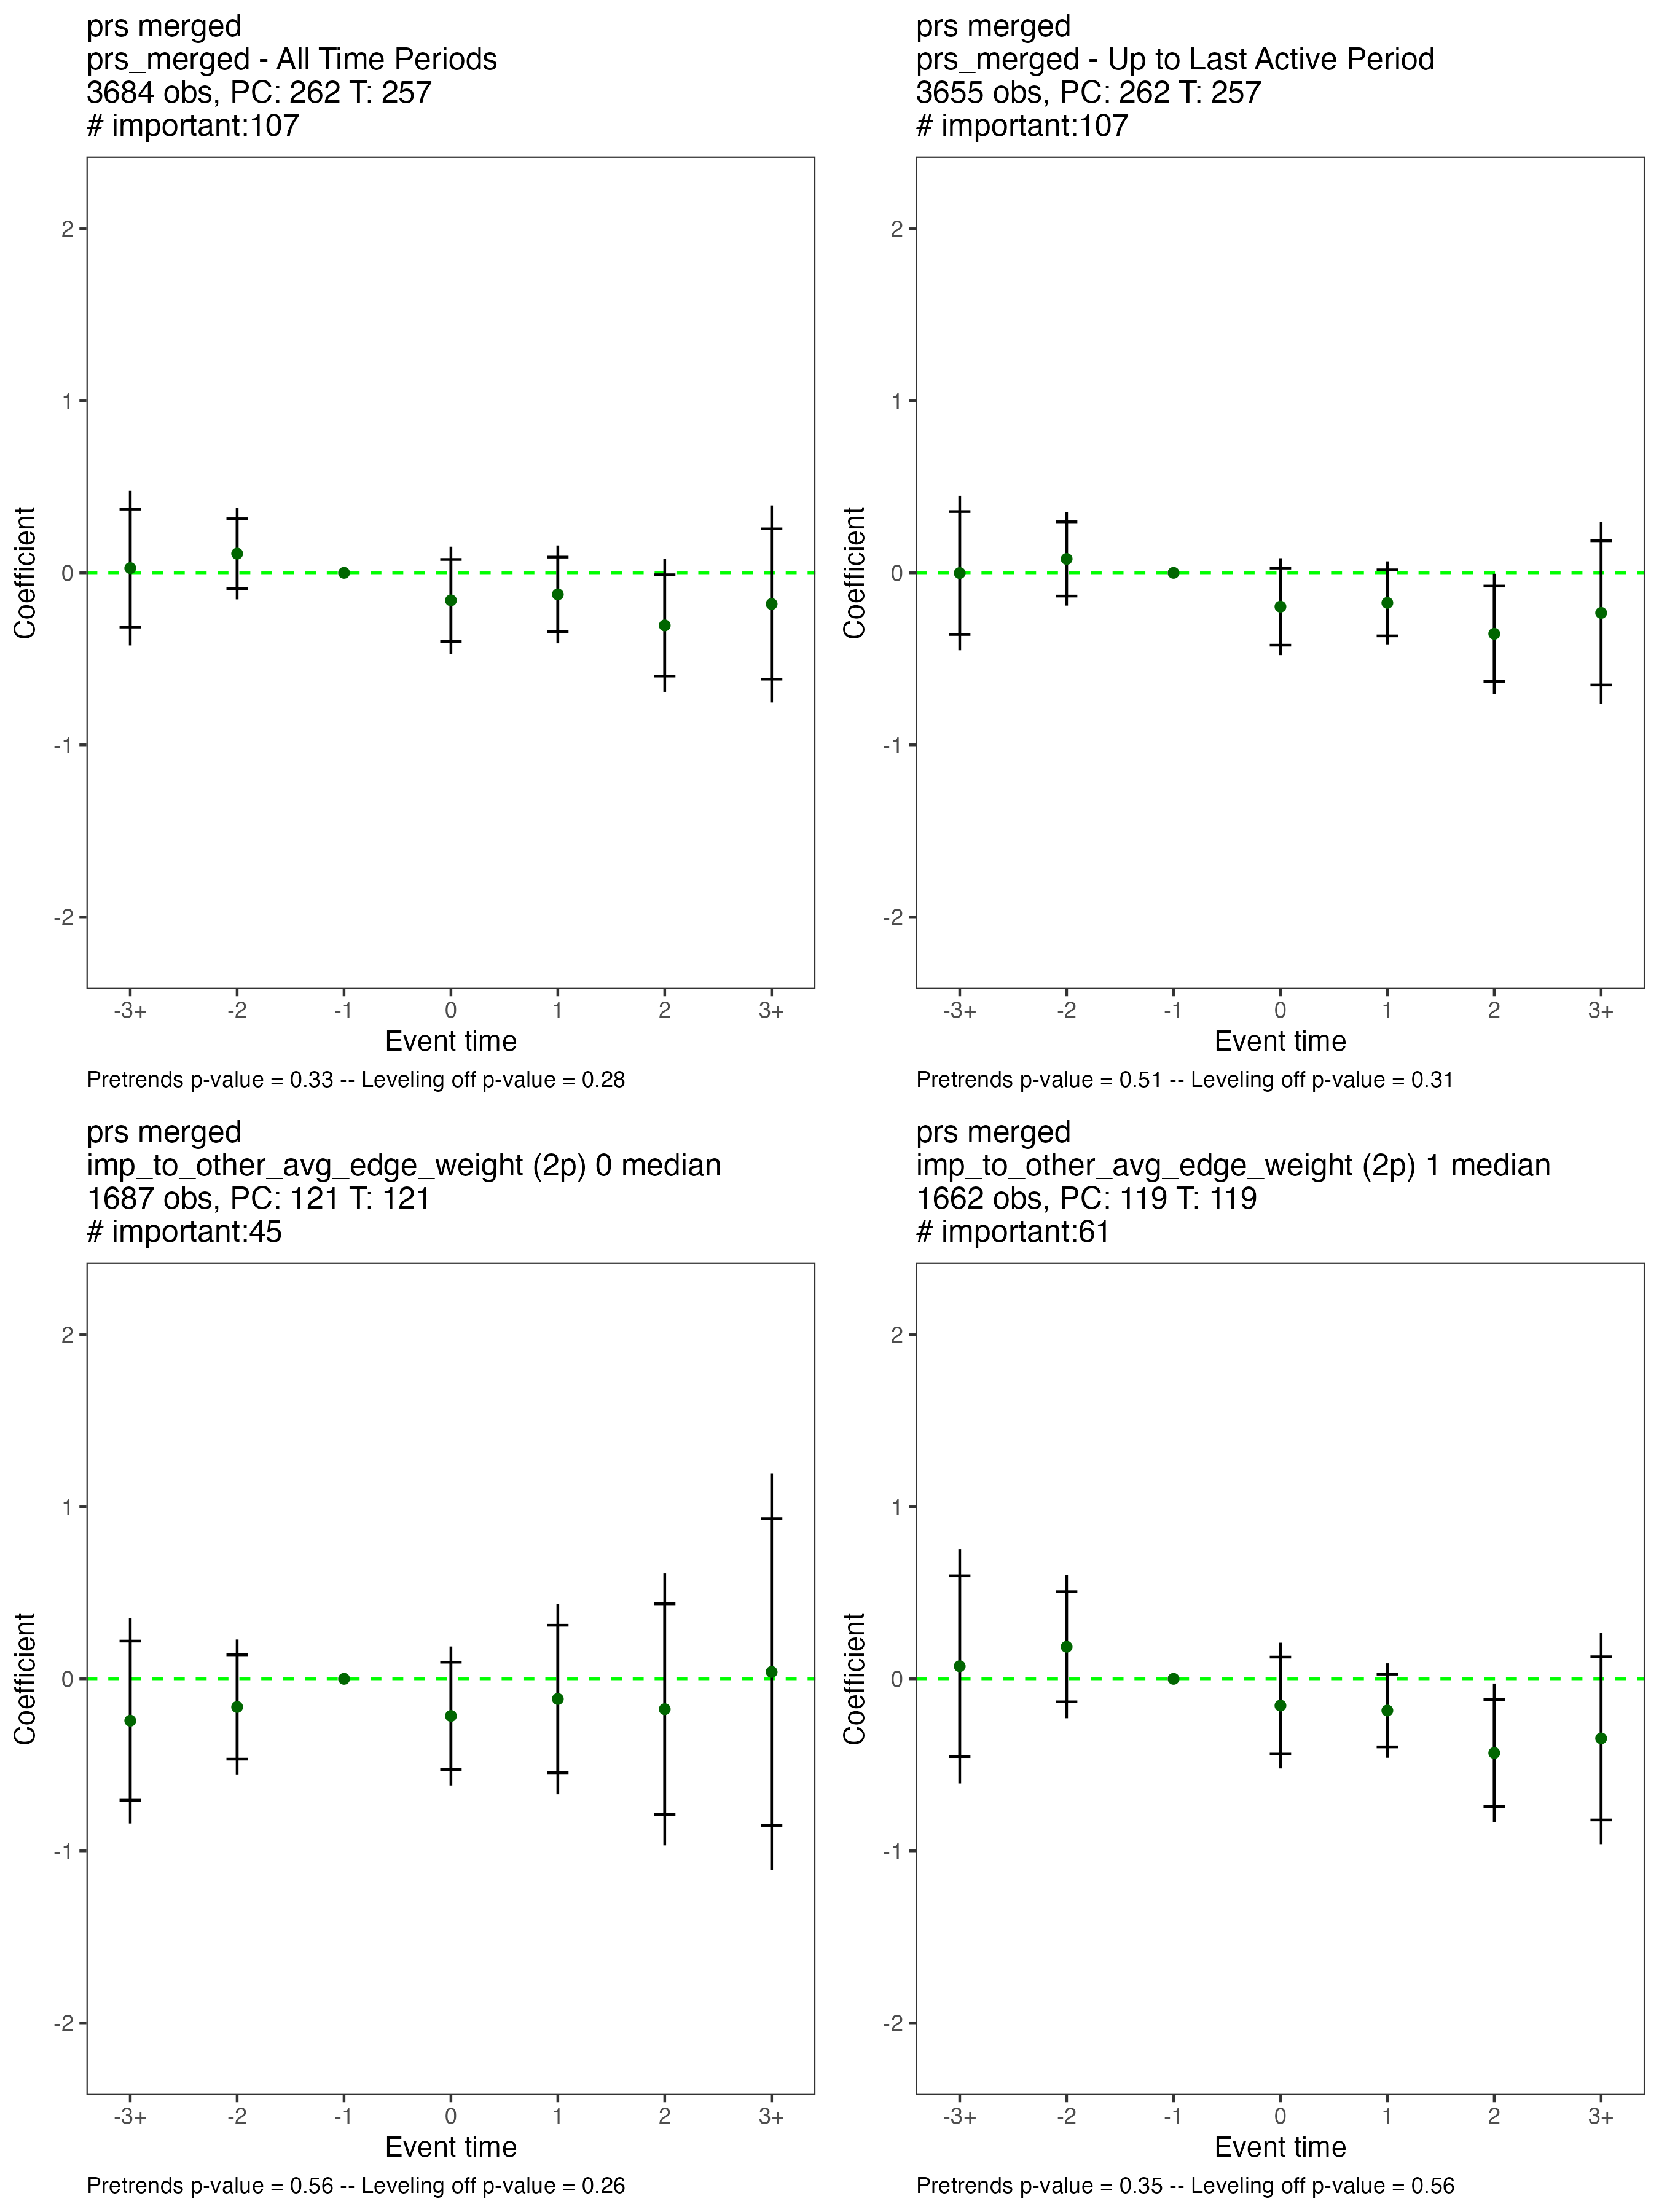 prs merged
prs_merged - All Time Periods
3684 obs, PC: 262 T: 257
# important:107
Coefficient
2
1
0
-1
-2
-3+ -2 -1 0 1 2 3+
Event time
Pretrends p-value = 0.33 -- Leveling off p-value = 0.28
prs merged
prs_merged - Up to Last Active Period
3655 obs, PC: 262 T: 257
# important:107
Coefficient
2
1
0
-1
-2
-3+ -2 -1 0 1 2 3+
Event time
Pretrends p-value = 0.51 -- Leveling off p-value = 0.31
prs merged
imp_to_other_avg_edge_weight (2p) 0 median
1687 obs, PC: 121 T: 121
# important:45
Coefficient
2
1
0
-1
-2
-3+ -2 -1 0 1 2 3+
Event time
Pretrends p-value = 0.56 -- Leveling off p-value = 0.26
prs merged
imp_to_other_avg_edge_weight (2p) 1 median
1662 obs, PC: 119 T: 119
# important:61
Coefficient
2
1
0
-1
-2
-3+ -2 -1 0 1 2 3+
Event time
Pretrends p-value = 0.35 -- Leveling off p-value = 0.56